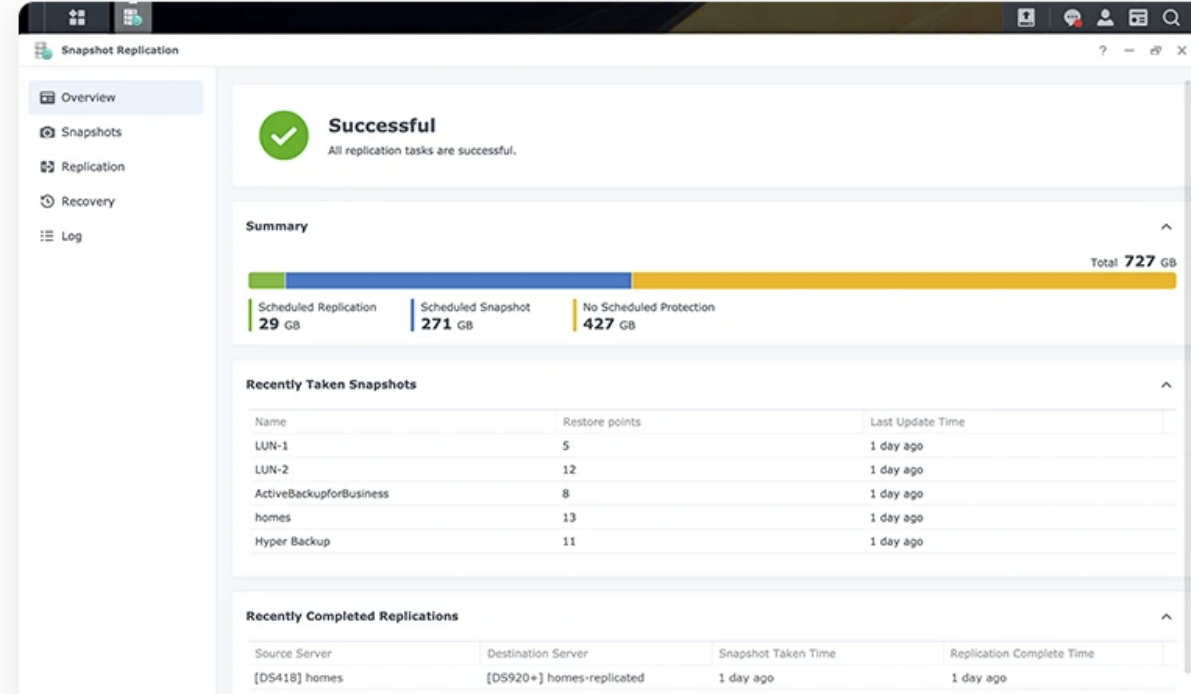 Snapshot Replication
?
Overview
Snapshots
Replication
Recovery
Log
Successful
All replication tasks are successful.
Summary
Total 727 GB
Scheduled Replication Scheduled Snapshot No Scheduled Protection
29 GB 271 GB 427 GB
Recently Taken Snapshots
Name Restore points Last Update Time
LUN-1 5 1 day ago
LUN-2 12 1 day ago
ActiveBackupforBusiness 8 1 day ago
homes 13 1 day ago
Hyper Backup 11 1 day ago
Recently Completed Replications
Source Server Destination Server Snapshot Taken Time Replication Complete Time
[DS418] homes [DS920+] homes-replicated 1 day ago 1 day ago